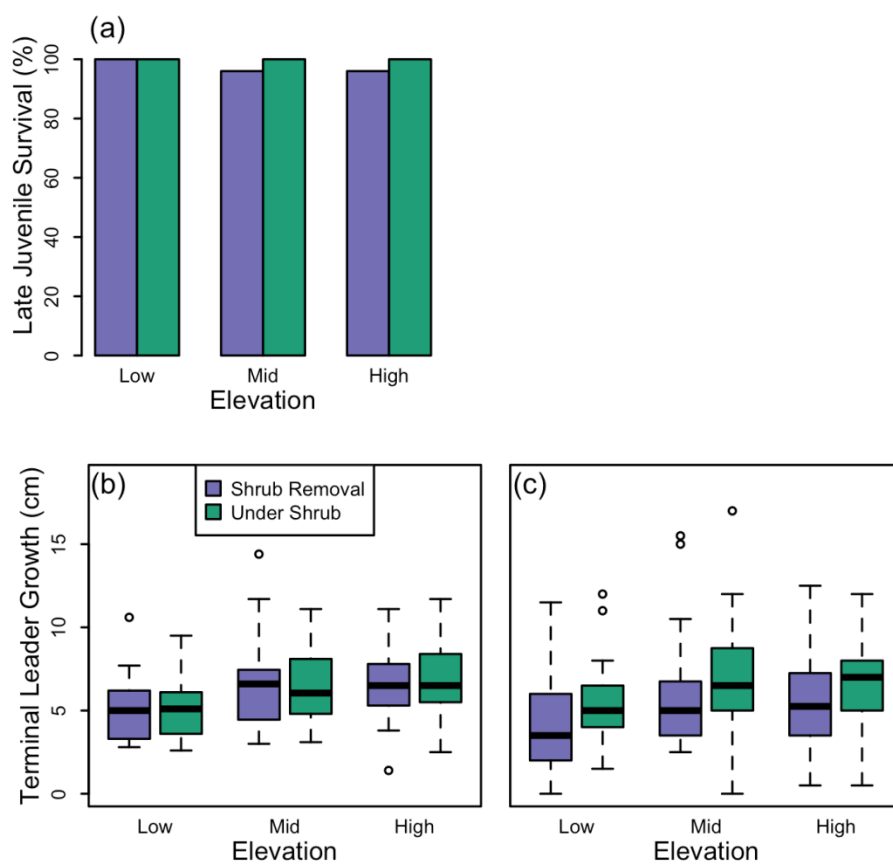 (a)
Late Juvenile Survival (%)
0 20 40 60 80 100
Low Mid High
Elevation
(b)
Shrub Removal
Under Shrub
(c)
Terminal Leader Growth (cm)
0 5 10 15
Low Mid High
Elevation
Low Mid High
Elevation